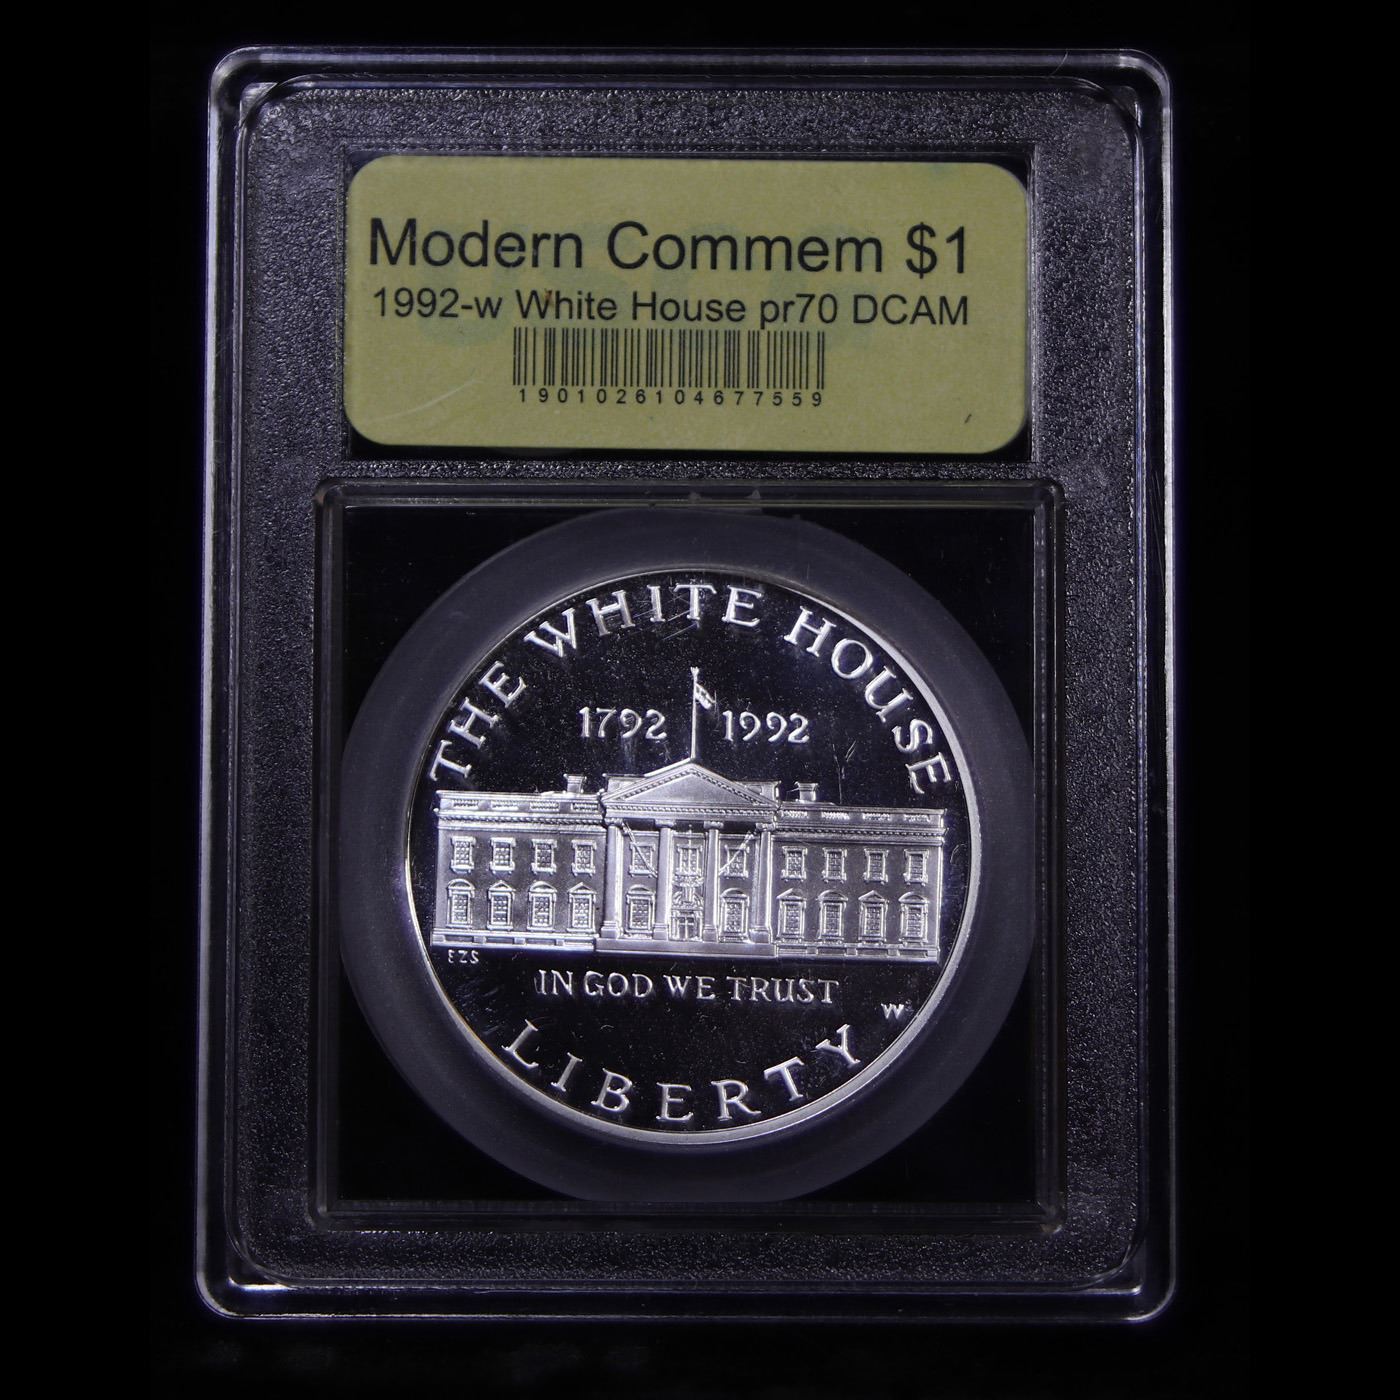 Modern Commem $1
1992-w White House pr70 DCAM
1901026104677559
THE WHITE HOUSE
1792 1992
EZS
IN GOD WE TRUST
W
LIBERTY